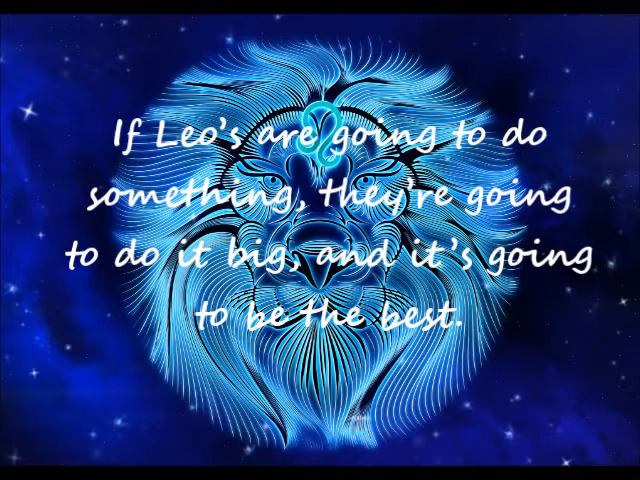 If Leo's are going to do
something, they're going
to do it big, and it's going
to be the best.